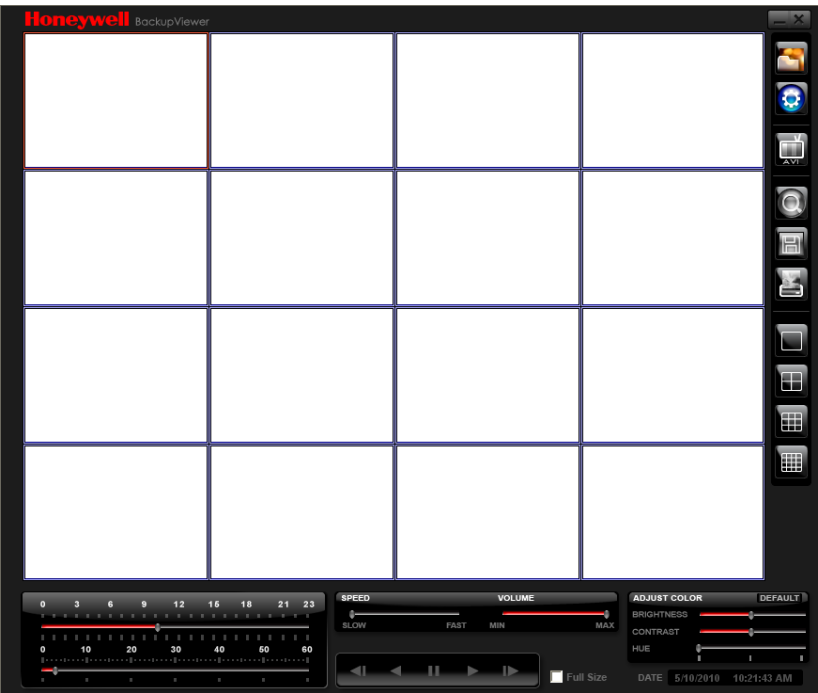 Honeywell BackupViewer
AVI
0 3 6 9 12 15 18 21 23
0 10 20 30 40 50 60
SPEED VOLUME
SLOW FAST MIN MAX
Full Size
ADJUST COLOR DEFAULT
BRIGHTNESS
CONTRAST
HUE
DATE 5/10/2010 10:21:43 AM